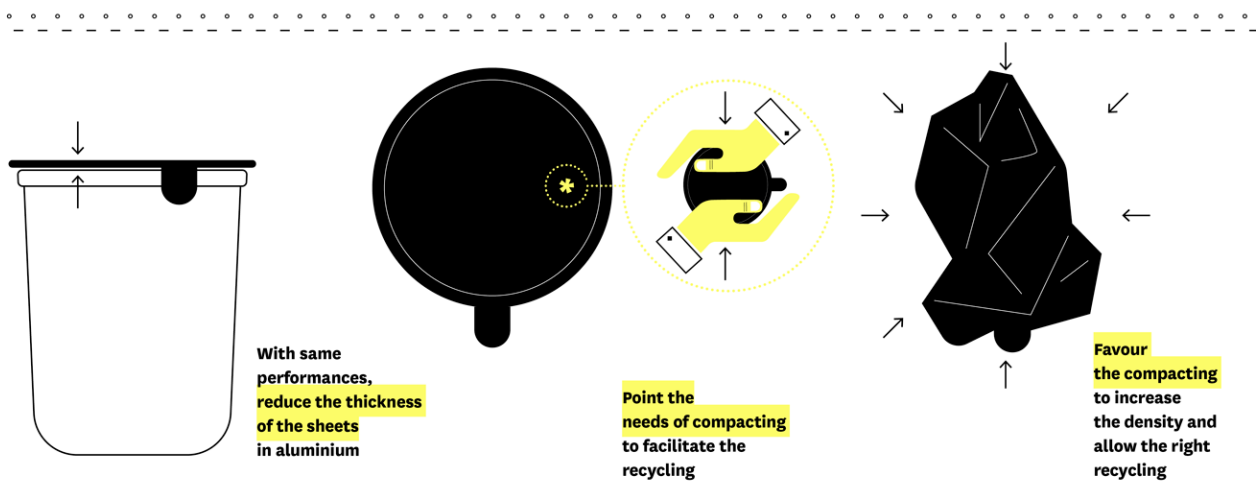 With same
performances,
reduce the thickness
of the sheets
in aluminium
Point the
needs of compacting
to facilitate the
recycling
Favour
the compacting
to increase
the density and
allow the right
recycling